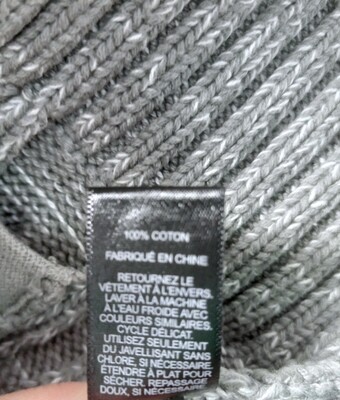 100% COTON
FABRIQUÉ EN CHINE
RETOURNEZ LE
VÊTEMENT À L'ENVERS.
LAVER À LA MACHINE
À L'EAU FROIDE AVEC
COULEURS SIMILAIRES.
CYCLE DÉLICAT.
UTILISEZ SEULEMENT
DU JAVELLISANT SANS
CHLORE, SI NÉCESSAIRE.
ÉTENDRE À PLAT POUR
SÉCHER. REPASSAGE
DOUX, SI NÉCESSAIRE.